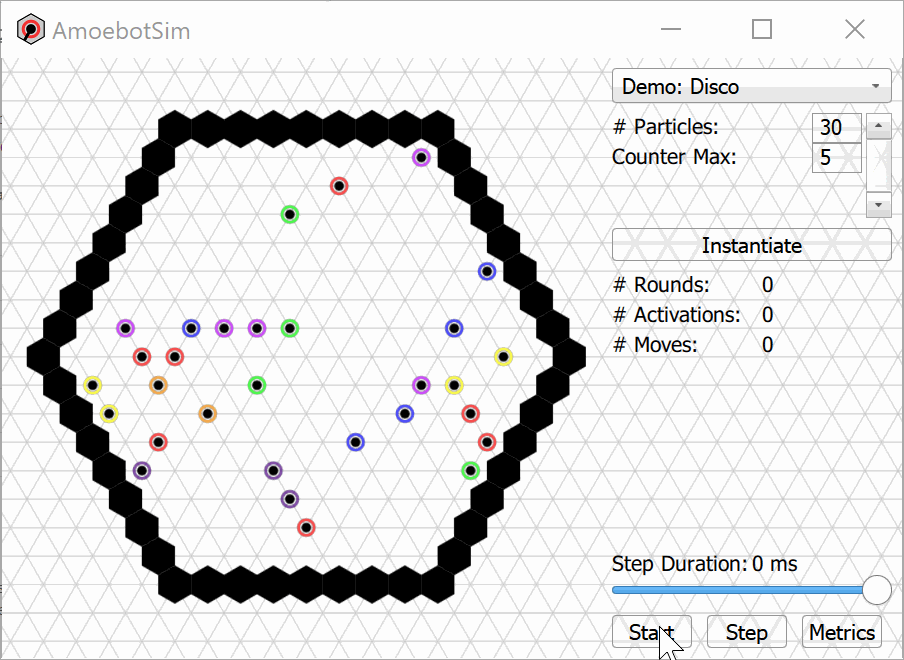 AmoebotSim
Demo: Disco
# Particles: 30
Counter Max: 5
Instantiate
# Rounds: 0
# Activations: 0
# Moves: 0
Step Duration: 0 ms
Start Step Metrics